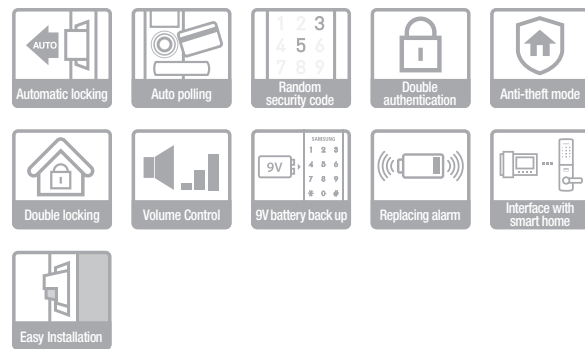 AUTO
Automatic locking
Auto polling
1 2 3
4 5 6
7 8 9
Random
security code
Double
authentication
Anti-theft mode
Double locking
Volume Control
SAMSUNG
1 2 3
4 5 6
7 8 9
* 0 #
9V
9V battery back up
Replacing alarm
Interface with
smart home
Easy Installation